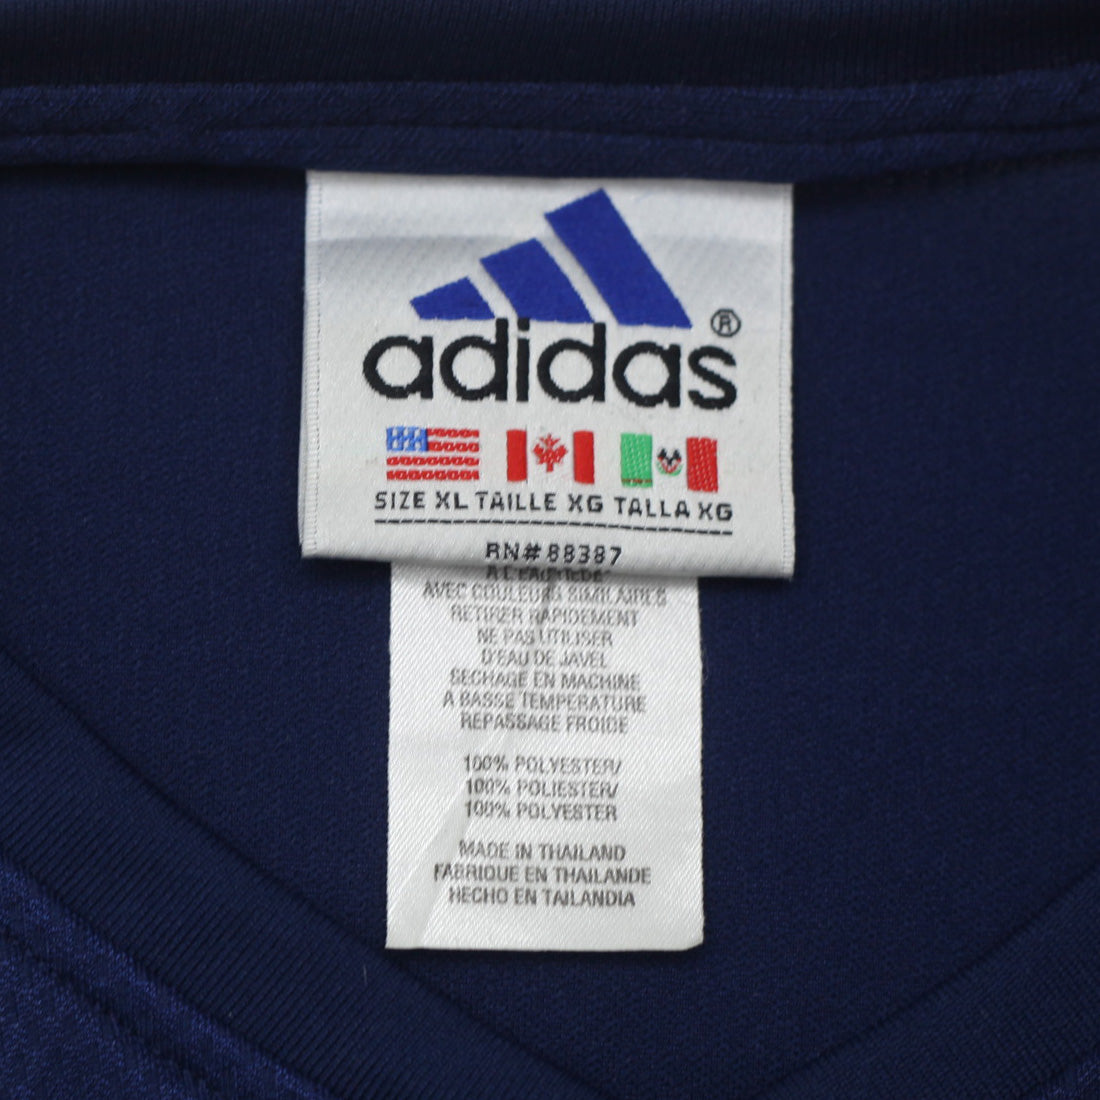 adidas®
SIZE XL TAILLE XG TALLA XG
RN# 88387
AVEC COULEURS SIMILAIRES
RETIRER RAPIDEMENT
NE PAS UTILISER
D'EAU DE JAVEL
SECHAGE EN MACHINE
A BASSE TEMPERATURE
REPASSAGE FROIDE
100% POLYESTER/
100% POLIESTER/
100% POLYESTER
MADE IN THAILAND
FABRIQUE EN THAILANDE
HECHO EN TAILANDIA